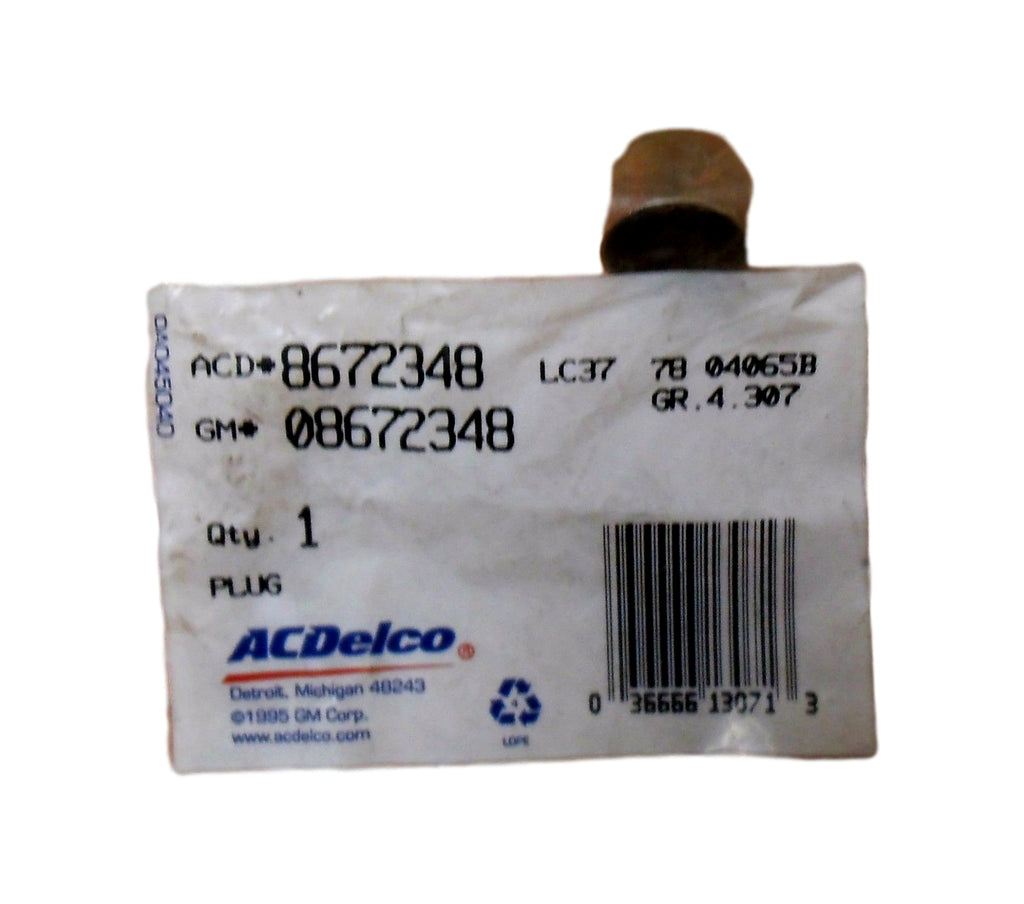 ACD# 8672348 LC37 78 04065B
GM# 08672348 GR.4.307
Qty. 1
PLUG
ACDelco®
Detroit, Michigan 48243
©1995 GM Corp.
www.acdelco.com
LDPE
0 36666 13071 3